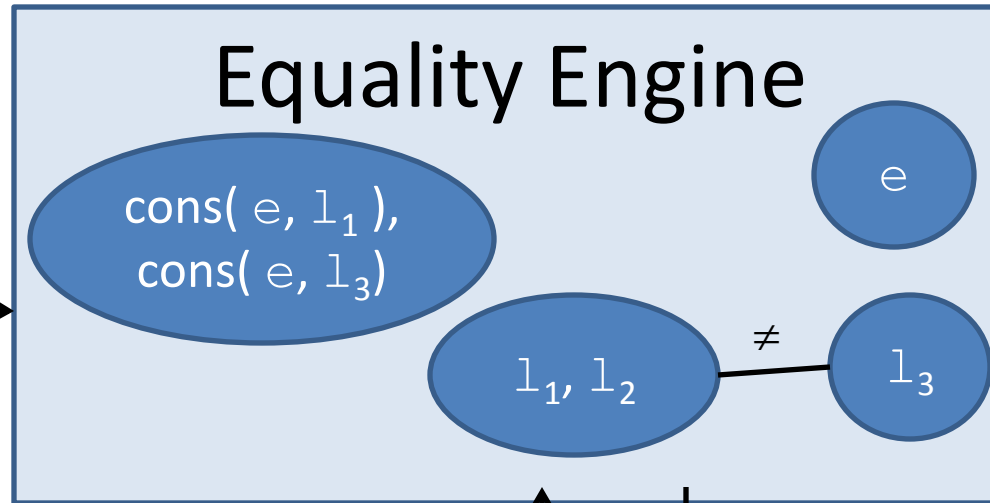 Equality Engine
e
cons( e, l₁ ),
cons( e, l₃)
≠
l₁, l₂
l₃